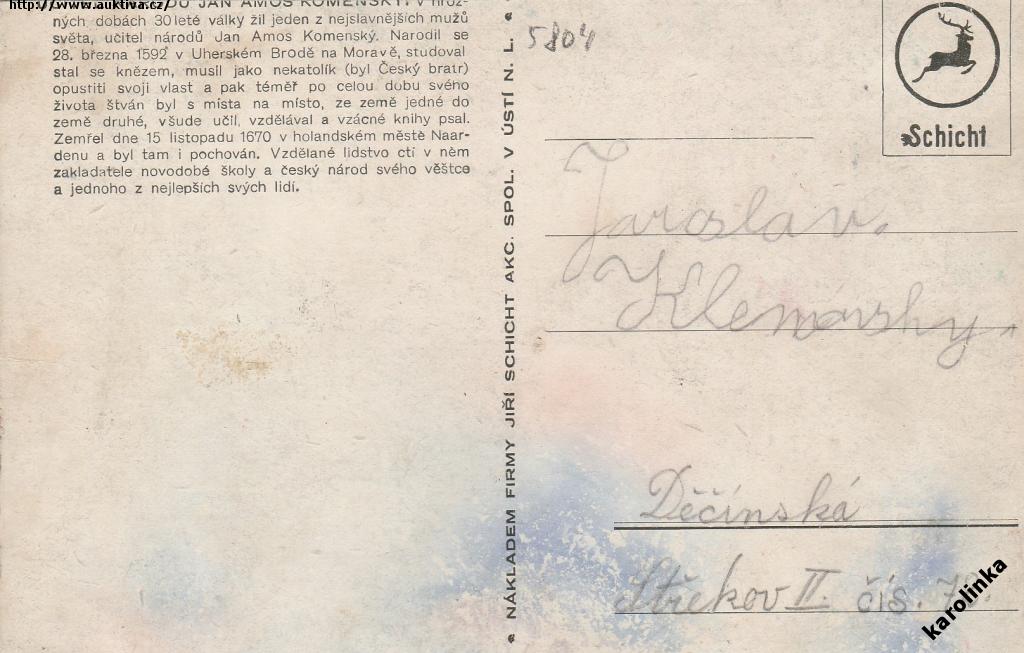 http://www.auktiva.cz/
JAN AMOS KOMENSKÝ. V hroz-
ných dobách 30leté války žil jeden z nejslavnějších mužů
světa, učitel národů Jan Amos Komenský. Narodil se
28. března 1592 v Uherském Brodě na Moravě, studoval
stal se knězem, musil jako nekatolík (byl Český bratr)
opustiti svoji vlast a pak téměř po celou dobu svého
života štván byl s místa na místo, ze země jedné do
země druhé, všude učil, vzdělával a vzácné knihy psal.
Zemřel dne 15 listopadu 1670 v holandském městě Naar-
denu a byl tam i pochován. Vzdělané lidstvo ctí v něm
zakladatele novodobé školy a český národ svého věštce
a jednoho z nejlepších svých lidí.
NÁKLADEM FIRMY JIŘÍ SCHICHT AKC. SPOL. V ÚSTÍ N. L.
5804
Schicht
Jaroslav.
Klemovsky.
Děčínská
Střekov II. čís.
karolinka